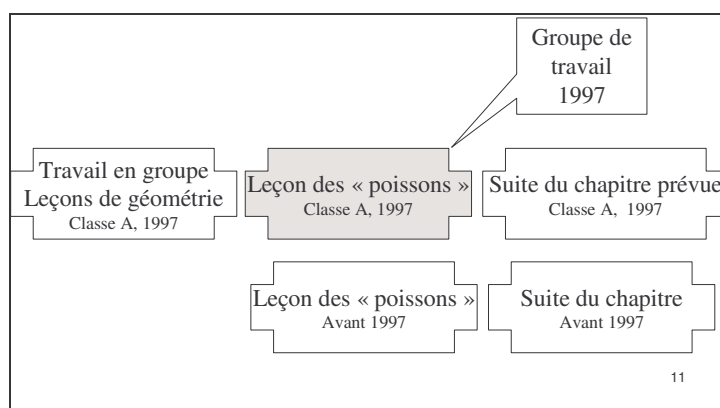 Groupe de
travail
1997
Travail en groupe
Leçons de géométrie
Classe A, 1997
Leçon des « poissons »
Classe A, 1997
Suite du chapitre prévue
Classe A, 1997
Leçon des « poissons »
Avant 1997
Suite du chapitre
Avant 1997
11